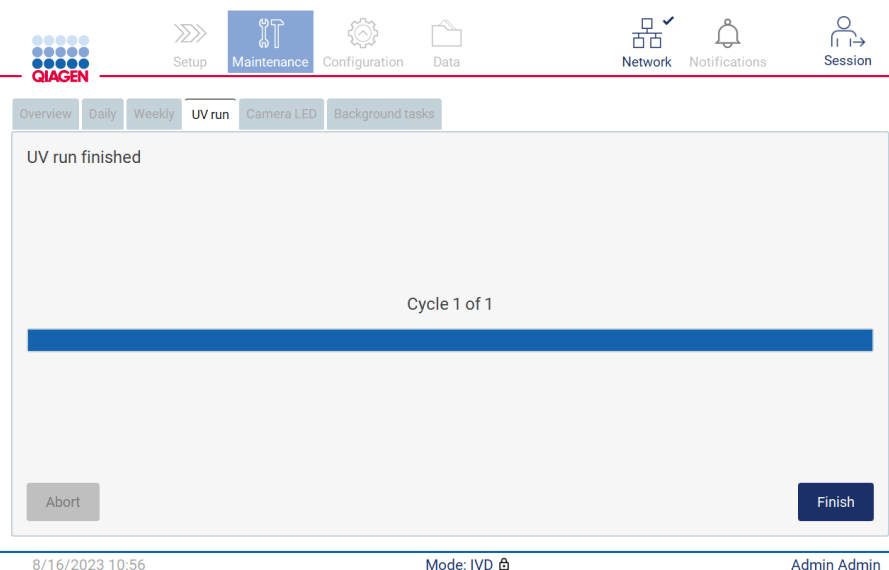 QIAGEN
Setup Maintenance Configuration Data Network Notifications Session
Overview Daily Weekly UV run Camera LED Background tasks
UV run finished
Cycle 1 of 1
Abort Finish
8/16/2023 10:56 Mode: IVD Admin Admin